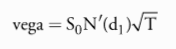 vega = S₀N′(d₁)√T